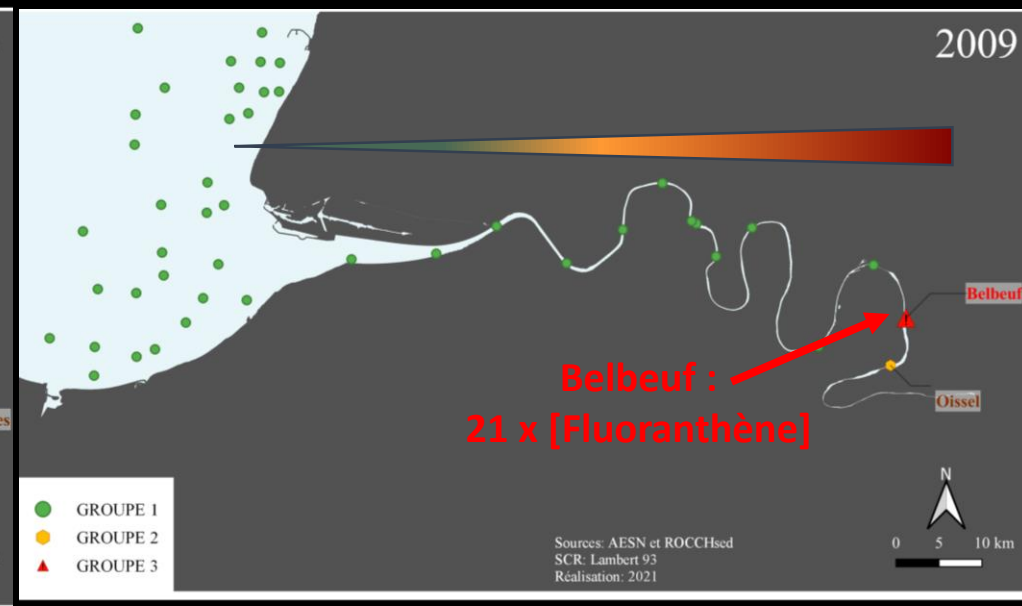 2009
Belbeuf
Belbeuf :
21 x [Fluoranthène]
Oissel
es
GROUPE 1
GROUPE 2
GROUPE 3
Sources: AESN et ROCCHsed
SCR: Lambert 93
Réalisation: 2021
N
0 5 10 km